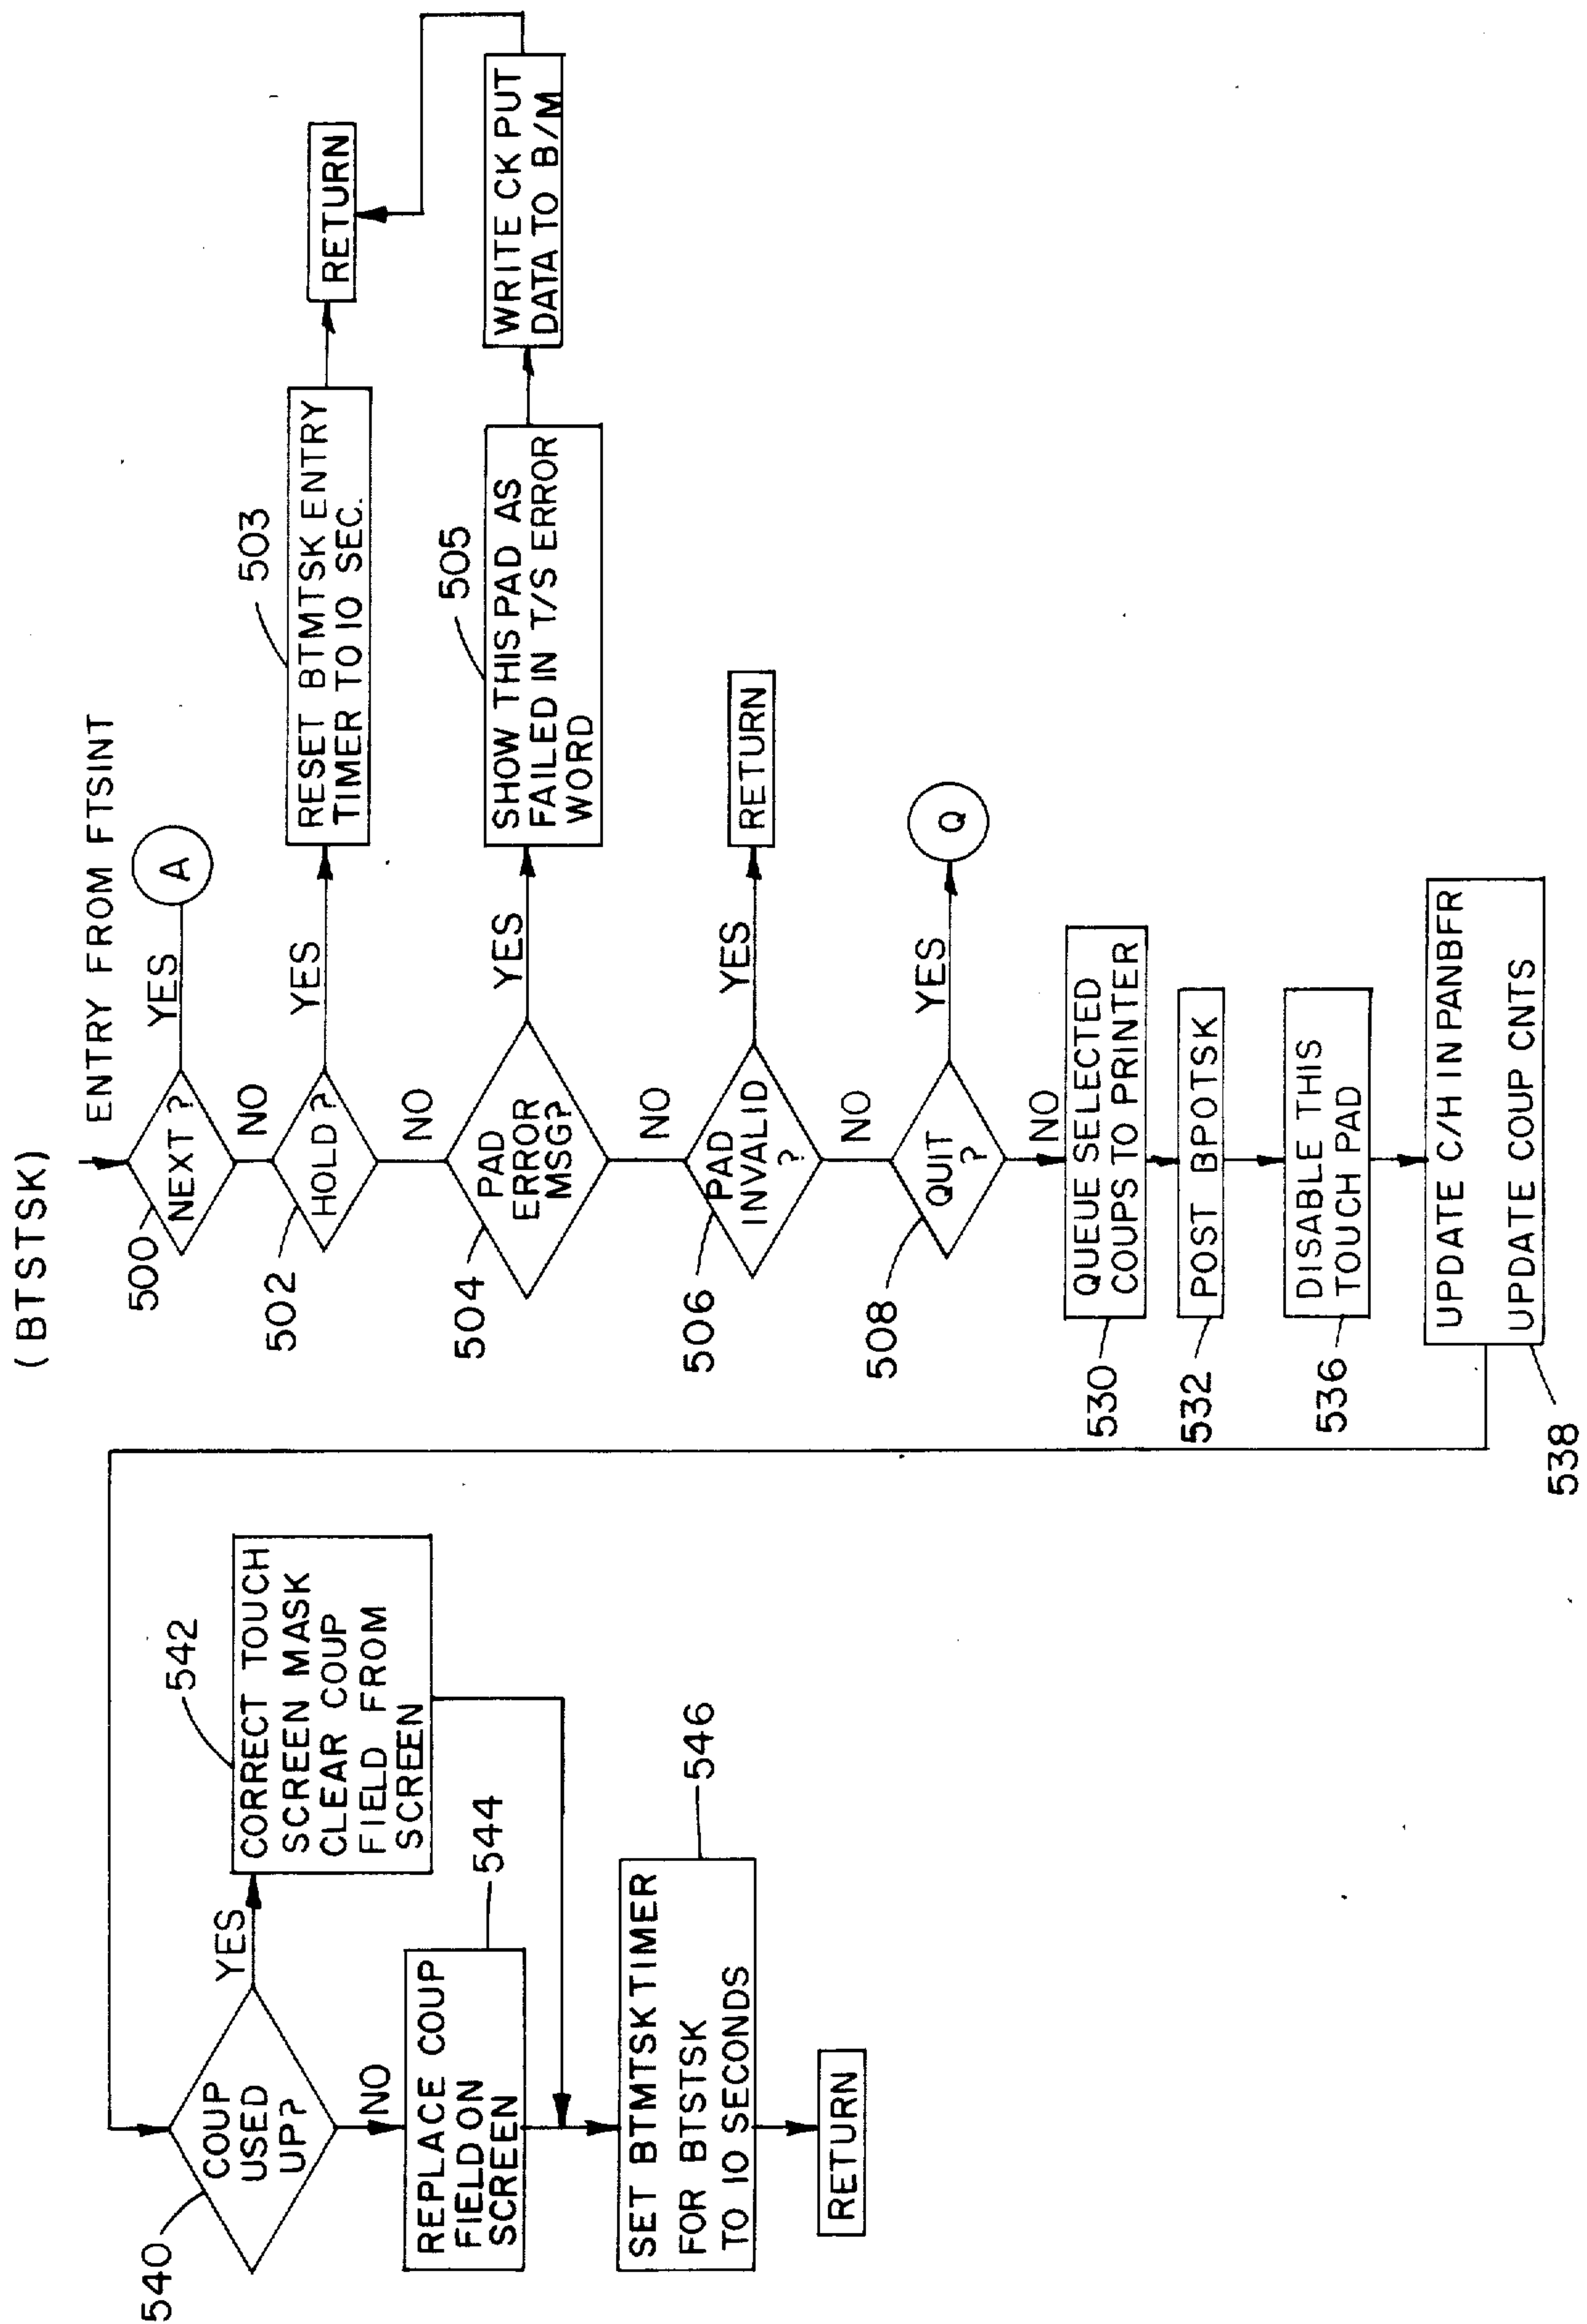 (BTSTSK)
ENTRY FROM FTSINT
500
NEXT ?
YES
A
NO
502
HOLD ?
YES
503
RESET BTMTSK ENTRY
TIMER TO 10 SEC.
RETURN
NO
504
PAD
ERROR
MSG?
YES
505
SHOW THIS PAD AS
FAILED IN T/S ERROR
WORD
WRITE CK PUT
DATA TO B/M
NO
506
PAD
INVALID
?
YES
RETURN
NO
508
QUIT
?
YES
Q
NO
530
QUEUE SELECTED
COUPS TO PRINTER
532
POST BPOTSK
536
DISABLE THIS
TOUCH PAD
538
UPDATE C/H IN PANBFR
UPDATE COUP CNTS
540
COUP
USED
UP?
YES
542
CORRECT TOUCH
SCREEN MASK
CLEAR COUP
FIELD FROM
SCREEN
NO
544
REPLACE COUP
FIELD ON
SCREEN
546
SET BTMTSK TIMER
FOR BTSTSK
TO 10 SECONDS
RETURN